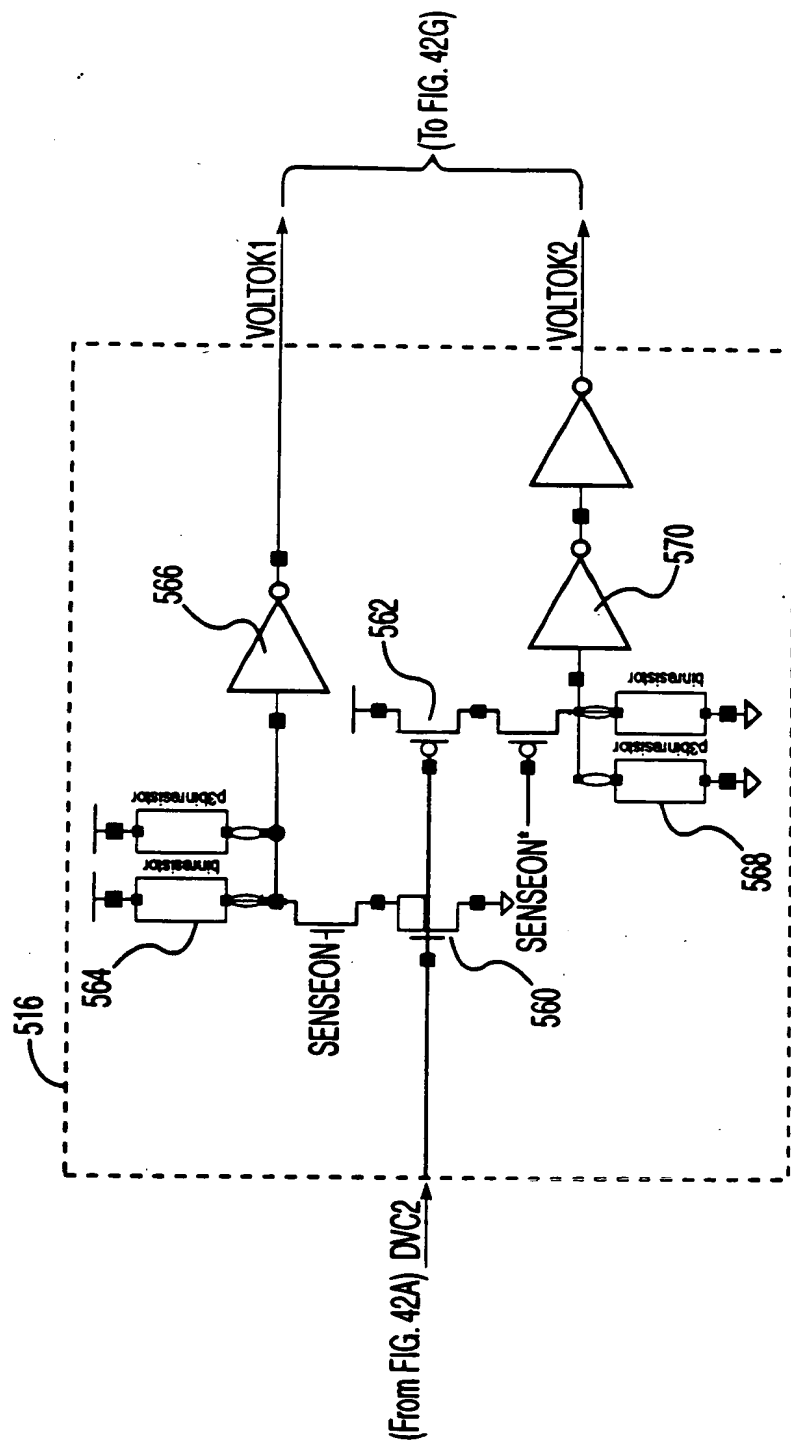 516
564
binresistor
p3binresistor
566
VOLTOK1
SENSEON
(From FIG. 42A) DVC2
560
562
SENSEON*
570
VOLTOK2
(To FIG. 42G)
p3binresistor
binresistor
568